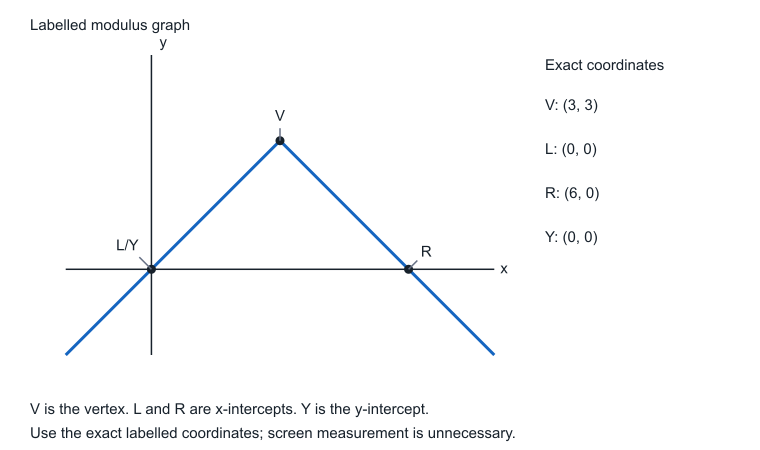 Labelled modulus graph
y
Exact coordinates
V: (3, 3)
V
L: (0, 0)
R: (6, 0)
Y: (0, 0)
L/Y
R
x
V is the vertex. L and R are x-intercepts. Y is the y-intercept.
Use the exact labelled coordinates; screen measurement is unnecessary.